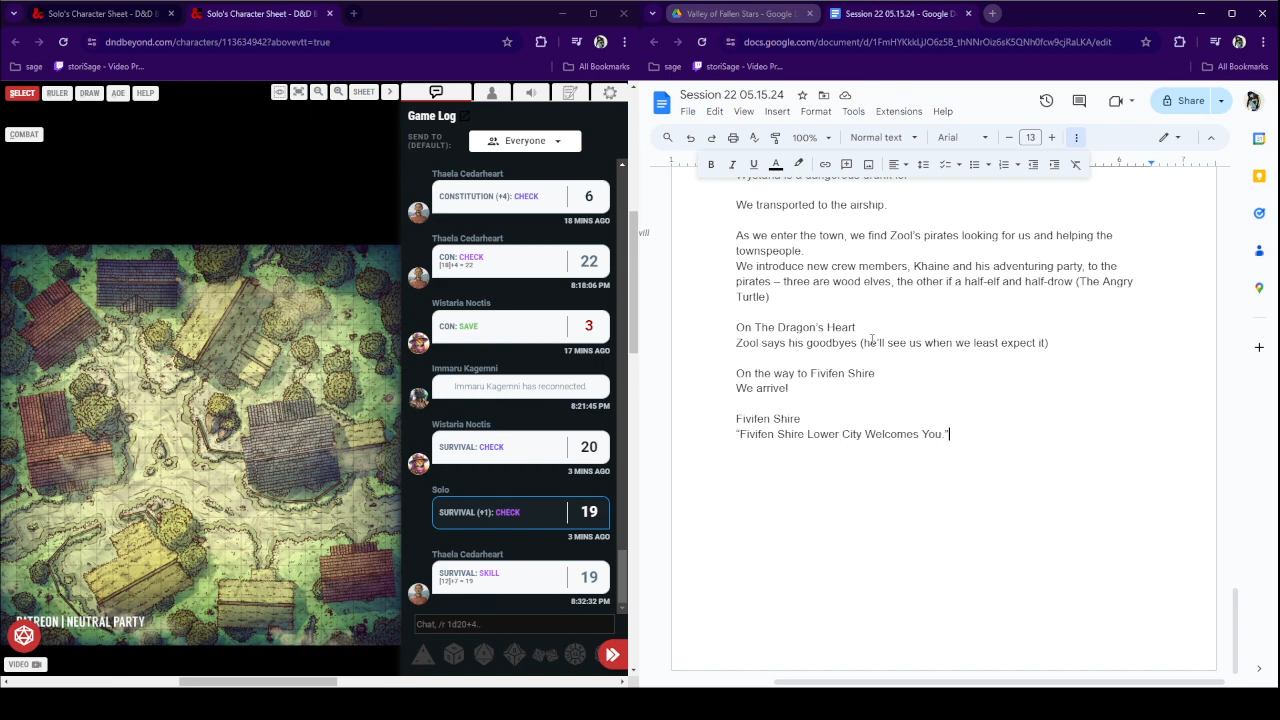 Solo's Character Sheet - D&D B
Solo's Character Sheet - D&D B
dndbeyond.com/characters/113634942?abovevtt=true
sage
storiSage - Video Pr...
All Bookmarks
SELECT
RULER
DRAW
AOE
HELP
SHEET
COMBAT
PATREON | NEUTRAL PARTY
VIDEO
Game Log
SEND TO
(DEFAULT):
Everyone
Thaela Cedarheart
CONSTITUTION (+4): CHECK
6
18 MINS AGO
Thaela Cedarheart
CON: CHECK
[18]+4 = 22
22
8:18:06 PM
Wistaria Noctis
CON: SAVE
3
17 MINS AGO
Immaru Kagemni
Immaru Kagemni has reconnected.
8:21:45 PM
Wistaria Noctis
SURVIVAL: CHECK
20
3 MINS AGO
Solo
SURVIVAL (+1): CHECK
19
3 MINS AGO
Thaela Cedarheart
SURVIVAL: SKILL
[12]+7 = 19
19
8:32:32 PM
Chat, /r 1d20+4..
Valley of Fallen Stars - Google D
Session 22 05.15.24 - Google D
docs.google.com/document/d/1FmHYKkkLjJO6z5B_thNNrOiz6sK5QNh0fcw9cjRaLKA/edit
sage
storiSage - Video Pr...
All Bookmarks
Session 22 05.15.24
File
Edit
View
Insert
Format
Tools
Extensions
Help
Share
100%
Normal text
Arial
13
1
6
7
We transported to the airship.
As we enter the town, we find Zool's pirates looking for us and helping the
townspeople.
We introduce new crew members, Khaine and his adventuring party, to the
pirates – three are wood elves, the other if a half-elf and half-drow (The Angry
Turtle)
On The Dragon's Heart
Zool says his goodbyes (he'll see us when we least expect it)
On the way to Fivifen Shire
We arrive!
Fivifen Shire
“Fivifen Shire Lower City Welcomes You.”